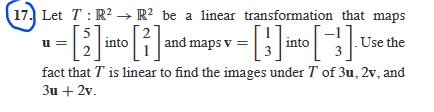 17. Let T : R² → R² be a linear transformation that maps
u = [5 2] into [2 1] and maps v = [1 3] into [−1 3]. Use the
fact that T is linear to find the images under T of 3u, 2v, and
3u + 2v.